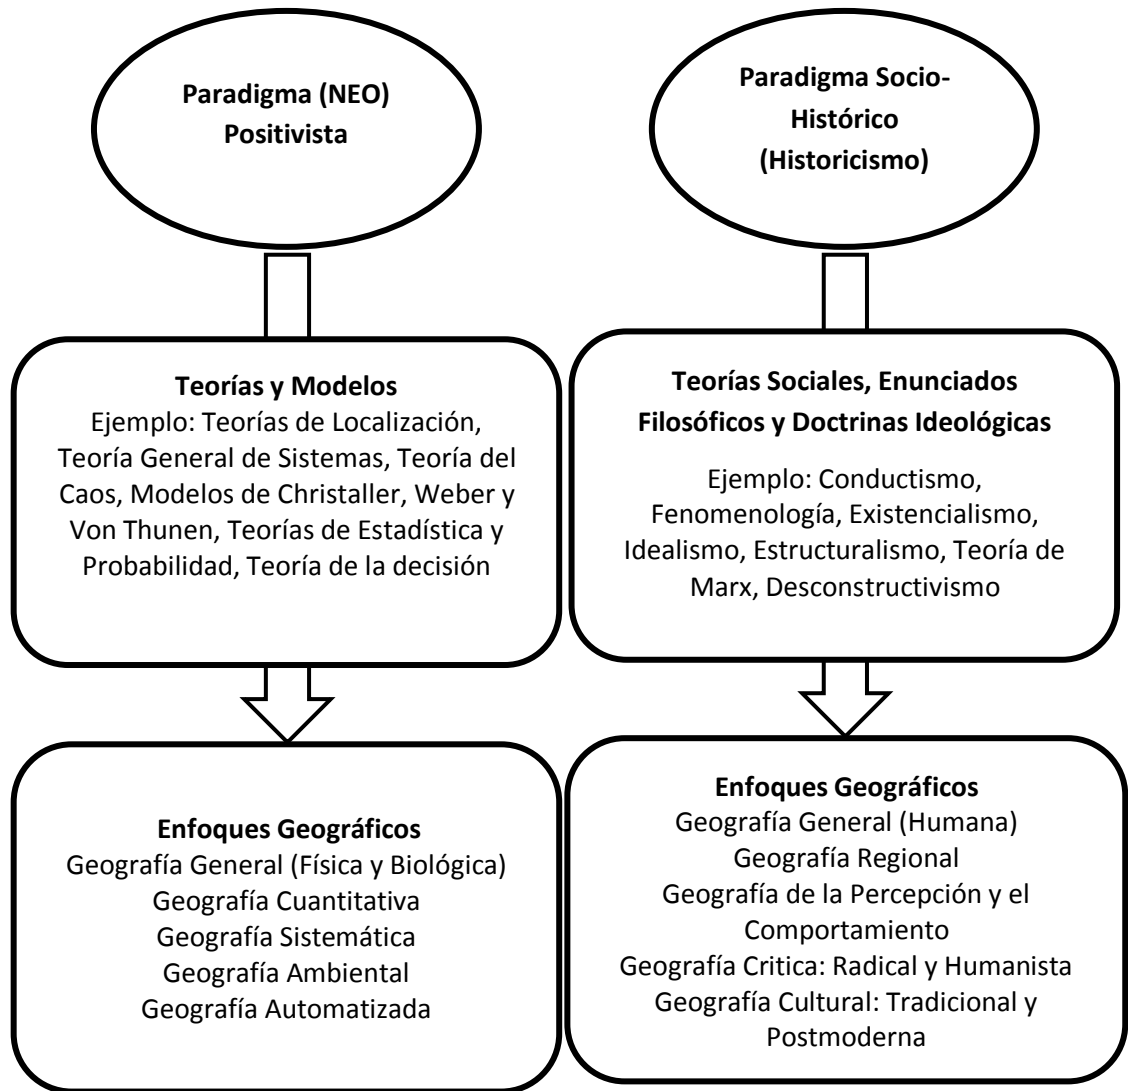 Paradigma (NEO)
Positivista
Teorías y Modelos
Ejemplo: Teorías de Localización,
Teoría General de Sistemas, Teoría del
Caos, Modelos de Christaller, Weber y
Von Thunen, Teorías de Estadística y
Probabilidad, Teoría de la decisión
Enfoques Geográficos
Geografía General (Física y Biológica)
Geografía Cuantitativa
Geografía Sistemática
Geografía Ambiental
Geografía Automatizada
Paradigma Socio-
Histórico
(Historicismo)
Teorías Sociales, Enunciados
Filosóficos y Doctrinas Ideológicas
Ejemplo: Conductismo,
Fenomenología, Existencialismo,
Idealismo, Estructuralismo, Teoría de
Marx, Desconstructivismo
Enfoques Geográficos
Geografía General (Humana)
Geografía Regional
Geografía de la Percepción y el
Comportamiento
Geografía Critica: Radical y Humanista
Geografía Cultural: Tradicional y
Postmoderna